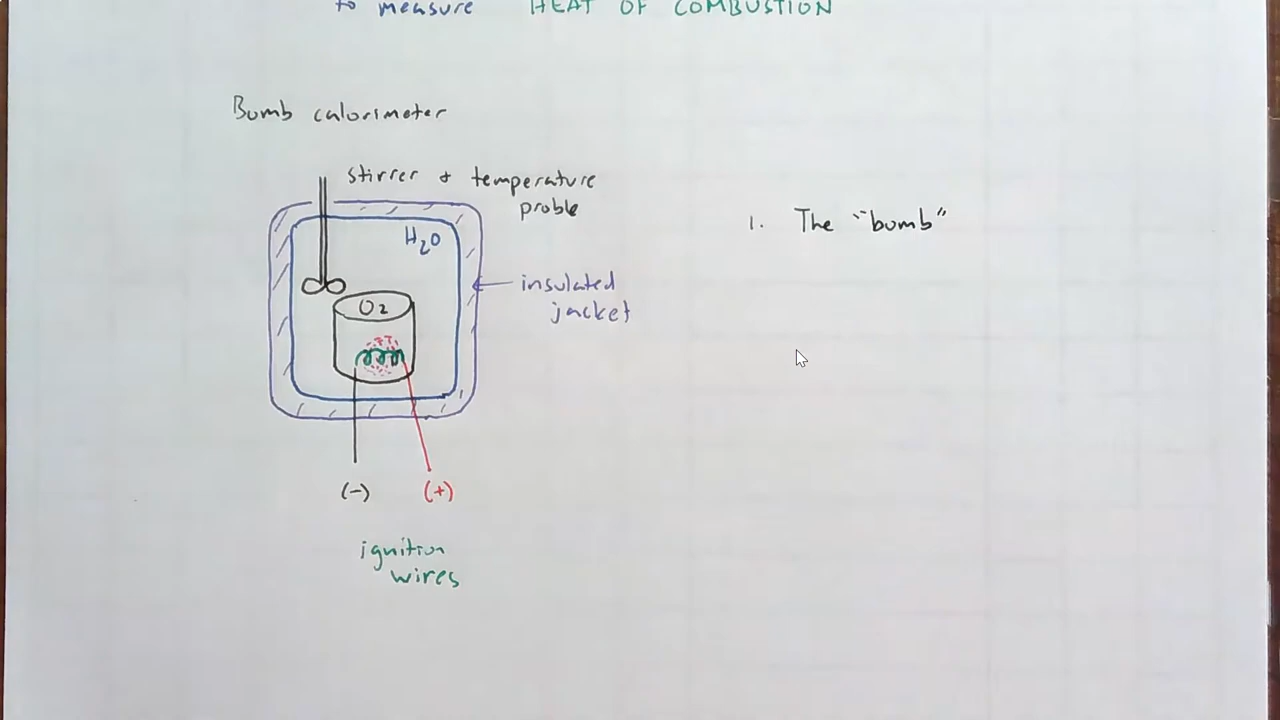 to measure HEAT OF COMBUSTION
Bomb calorimeter
stirrer + temperature
probe
H2O
1. The "bomb"
insulated
jacket
O2
(-) (+)
ignition
wires